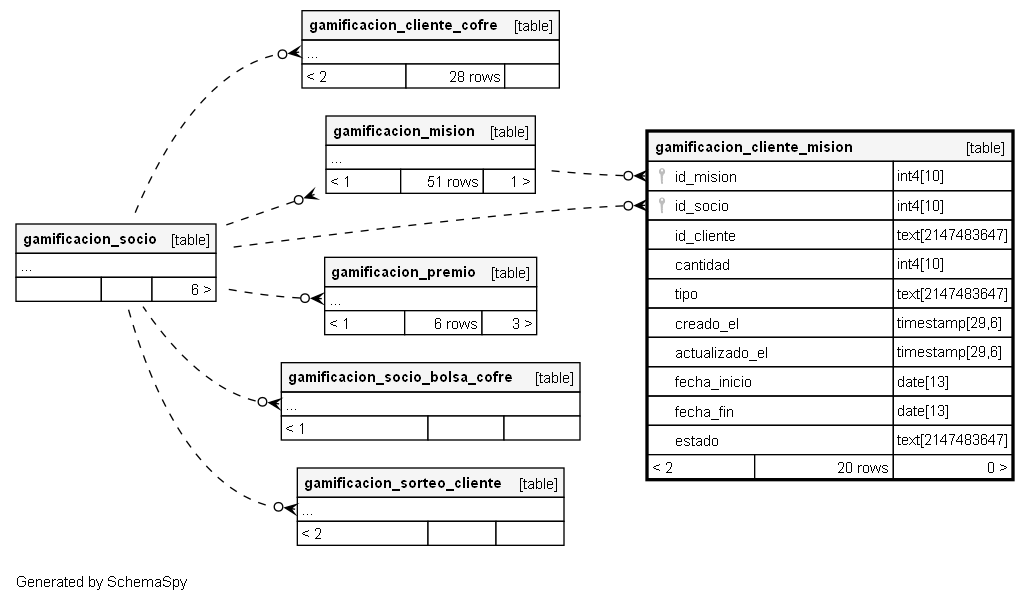 gamificacion_cliente_cofre [table]
...
< 2 28 rows
gamificacion_mision [table]
...
< 1 51 rows 1 >
gamificacion_socio [table]
...
6 >
gamificacion_premio [table]
...
< 1 6 rows 3 >
gamificacion_socio_bolsa_cofre [table]
...
< 1
gamificacion_sorteo_cliente [table]
...
< 2
gamificacion_cliente_mision [table]
id_mision int4[10]
id_socio int4[10]
id_cliente text[2147483647]
cantidad int4[10]
tipo text[2147483647]
creado_el timestamp[29,6]
actualizado_el timestamp[29,6]
fecha_inicio date[13]
fecha_fin date[13]
estado text[2147483647]
< 2 20 rows 0 >
Generated by SchemaSpy